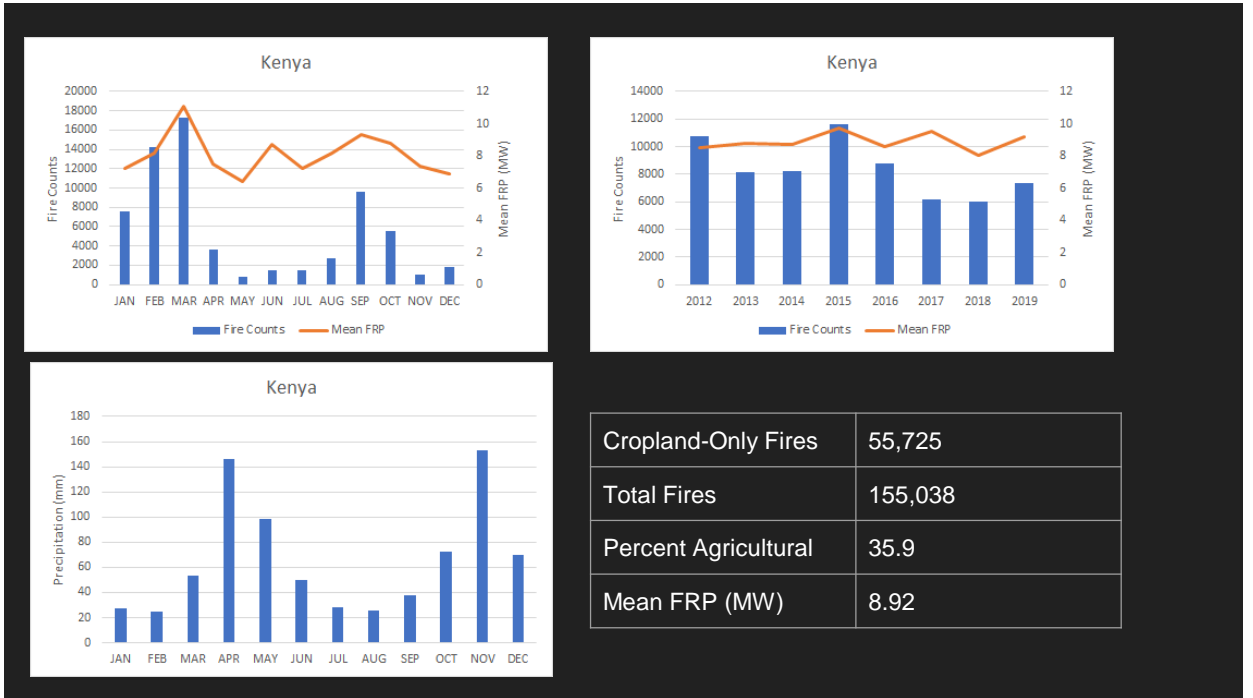 Kenya
20000
18000
16000
14000
12000
10000
8000
6000
4000
2000
0
Fire Counts
12
10
8
6
4
2
0
Mean FRP (MW)
JAN FEB MAR APR MAY JUN JUL AUG SEP OCT NOV DEC
Fire Counts Mean FRP
Kenya
14000
12000
10000
8000
6000
4000
2000
0
Fire Counts
12
10
8
6
4
2
0
Mean FRP (MW)
2012 2013 2014 2015 2016 2017 2018 2019
Fire Counts Mean FRP
Kenya
180
160
140
120
100
80
60
40
20
0
Precipitation (mm)
JAN FEB MAR APR MAY JUN JUL AUG SEP OCT NOV DEC
Cropland-Only Fires 55,725
Total Fires 155,038
Percent Agricultural 35.9
Mean FRP (MW) 8.92